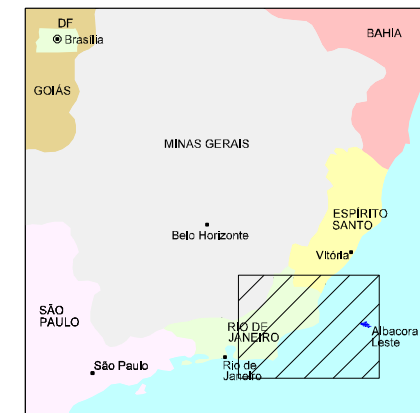 DF
Brasília
BAHIA
GOIÁS
MINAS GERAIS
ESPÍRITO
SANTO
Belo Horizonte
Vitória
SÃO
PAULO
RIO DE
JANEIRO
Albacora
Leste
São Paulo
Rio de
Janeiro